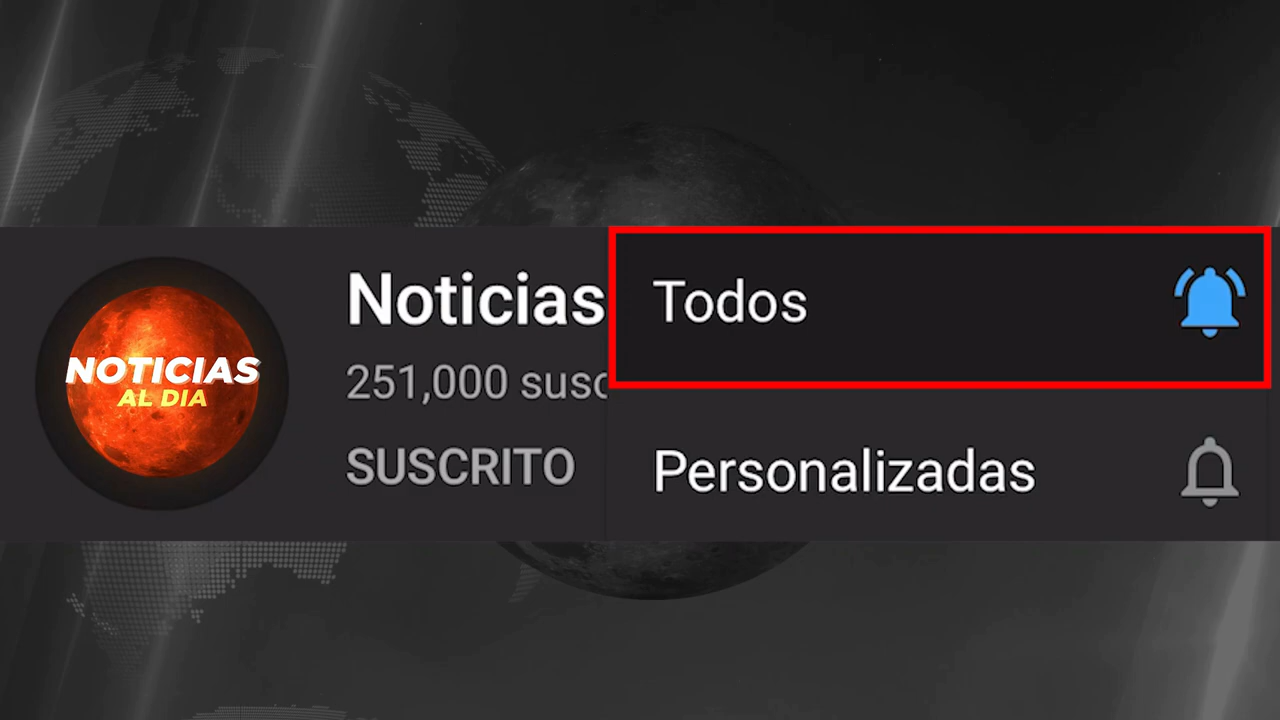 NOTICIAS
AL DIA
Noticias
251,000 susc
SUSCRITO
Todos
Personalizadas